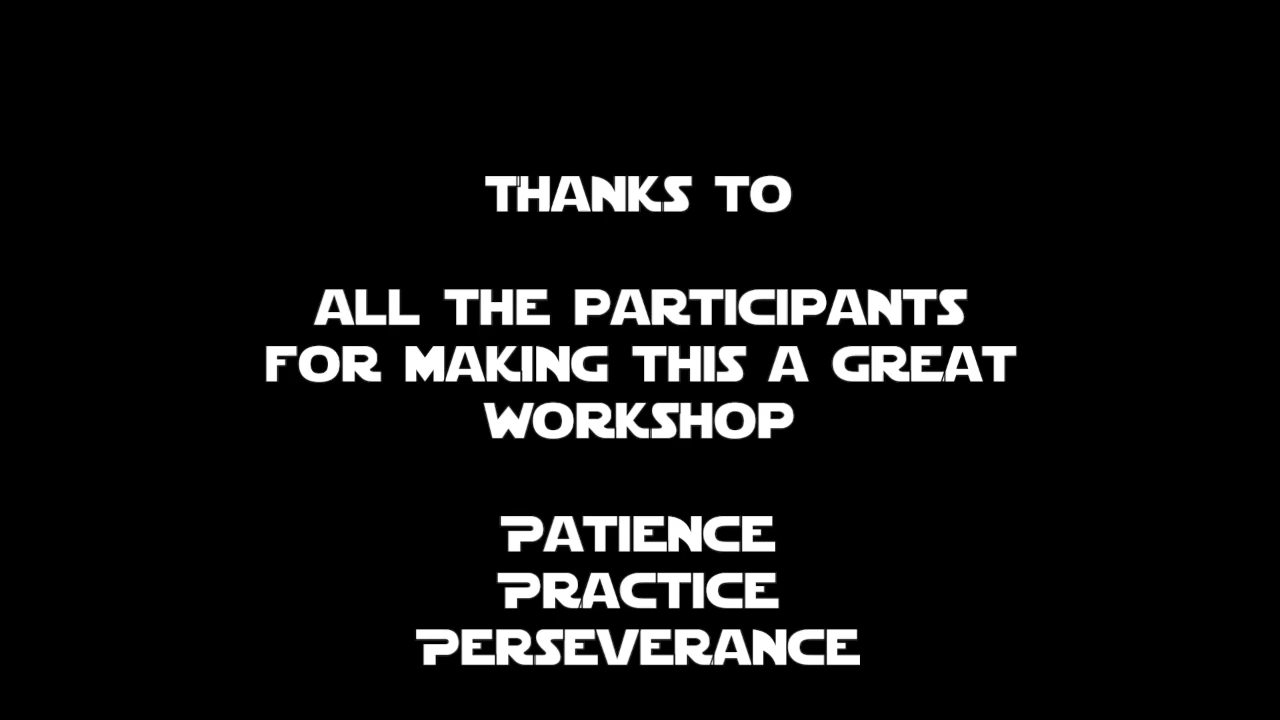 THANKS TO
ALL THE PARTICIPANTS
FOR MAKING THIS A GREAT
WORKSHOP
PATIENCE
PRACTICE
PERSEVERANCE